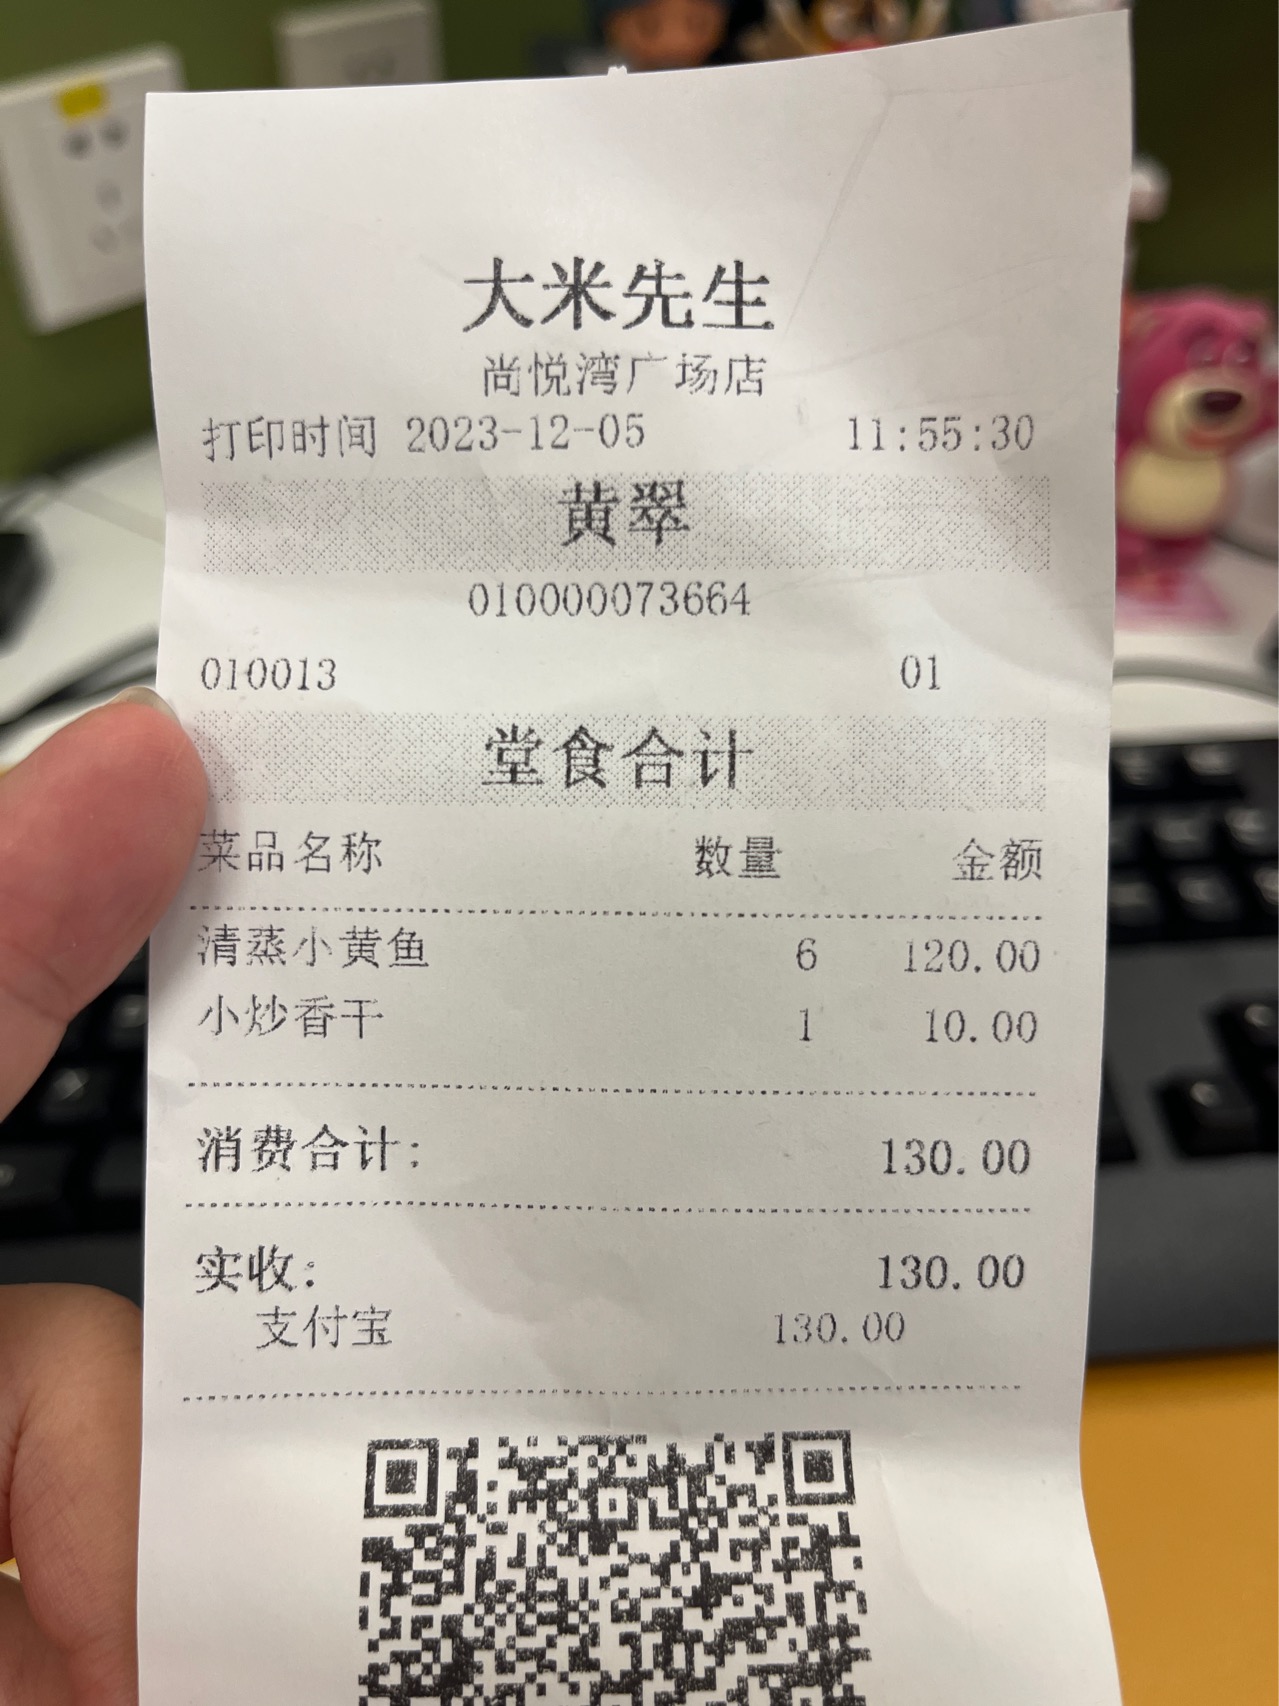 大米先生
尚悦湾广场店
打印时间 2023-12-05 11:55:30
黄翠
010000073664
010013 01
堂食合计
菜品名称 数量 金额
清蒸小黄鱼 6 120.00
小炒香干 1 10.00
消费合计: 130.00
实收: 130.00
支付宝 130.00